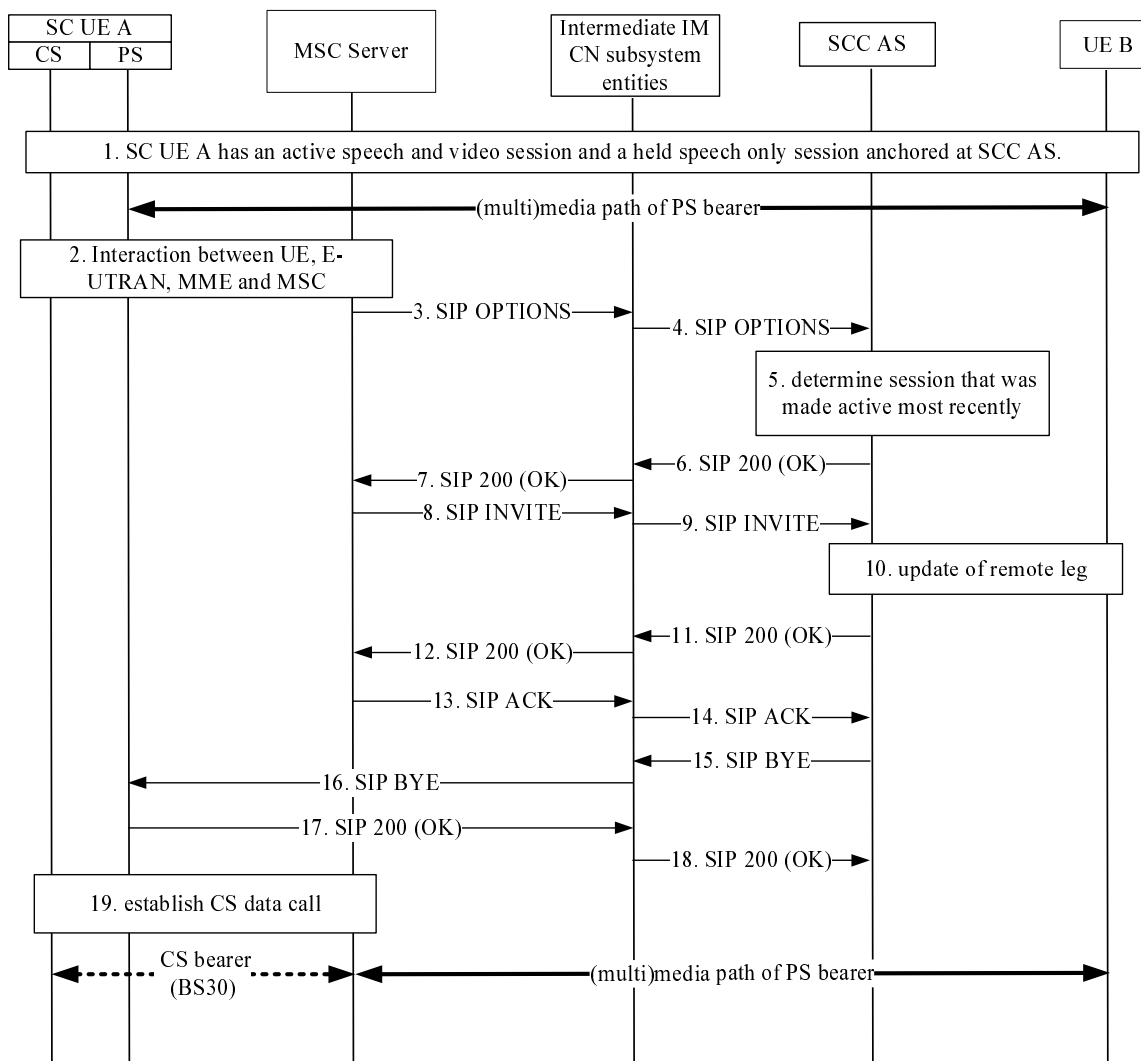 SC UE A
CS
PS
MSC Server
Intermediate IM
CN subsystem
entities
SCC AS
UE B
1. SC UE A has an active speech and video session and a held speech only session anchored at SCC AS.
(multi)media path of PS bearer
2. Interaction between UE, E-
UTRAN, MME and MSC
3. SIP OPTIONS
4. SIP OPTIONS
5. determine session that was
made active most recently
6. SIP 200 (OK)
7. SIP 200 (OK)
8. SIP INVITE
9. SIP INVITE
10. update of remote leg
11. SIP 200 (OK)
12. SIP 200 (OK)
13. SIP ACK
14. SIP ACK
15. SIP BYE
16. SIP BYE
17. SIP 200 (OK)
18. SIP 200 (OK)
19. establish CS data call
CS bearer
(BS30)
(multi)media path of PS bearer